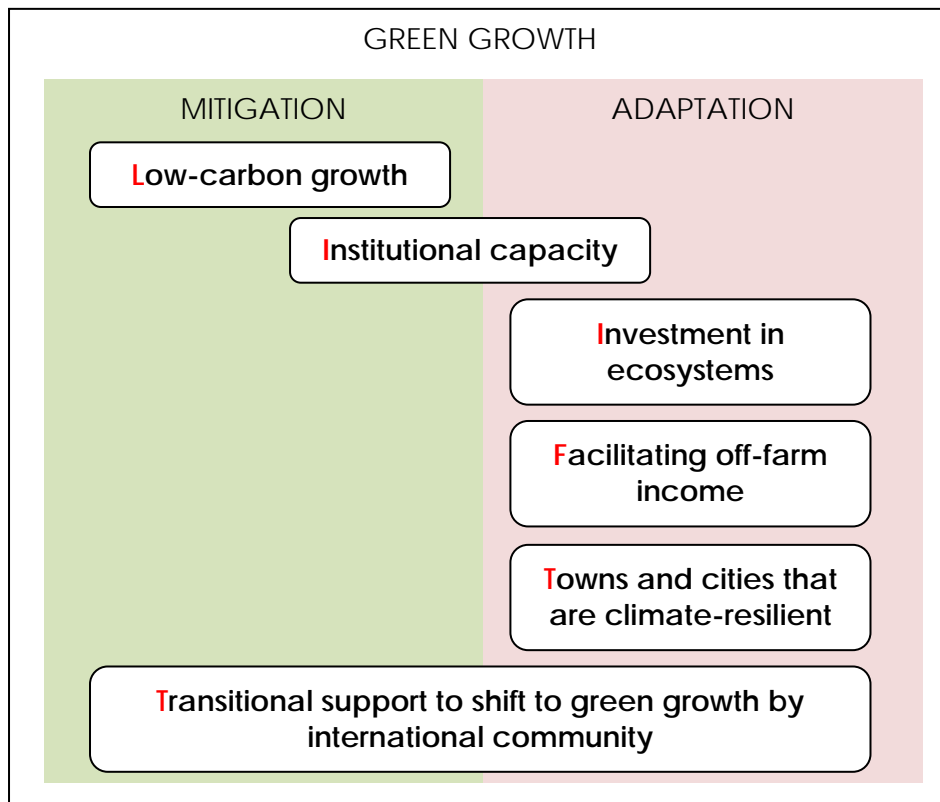 GREEN GROWTH
MITIGATION
ADAPTATION
Low-carbon growth
Institutional capacity
Investment in
ecosystems
Facilitating off-farm
income
Towns and cities that
are climate-resilient
Transitional support to shift to green growth by
international community